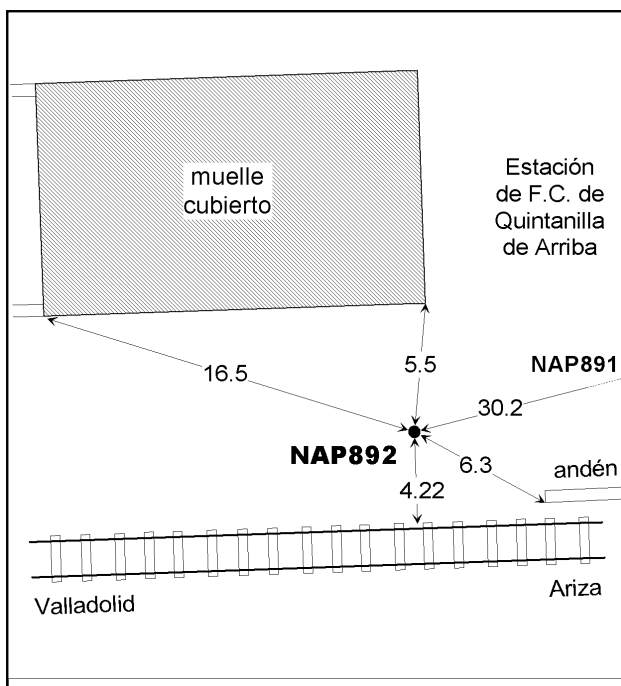 muelle
cubierto
Estación
de F.C. de
Quintanilla
de Arriba
16.5
5.5
NAP891
30.2
NAP892
6.3
4.22
andén
Valladolid
Ariza